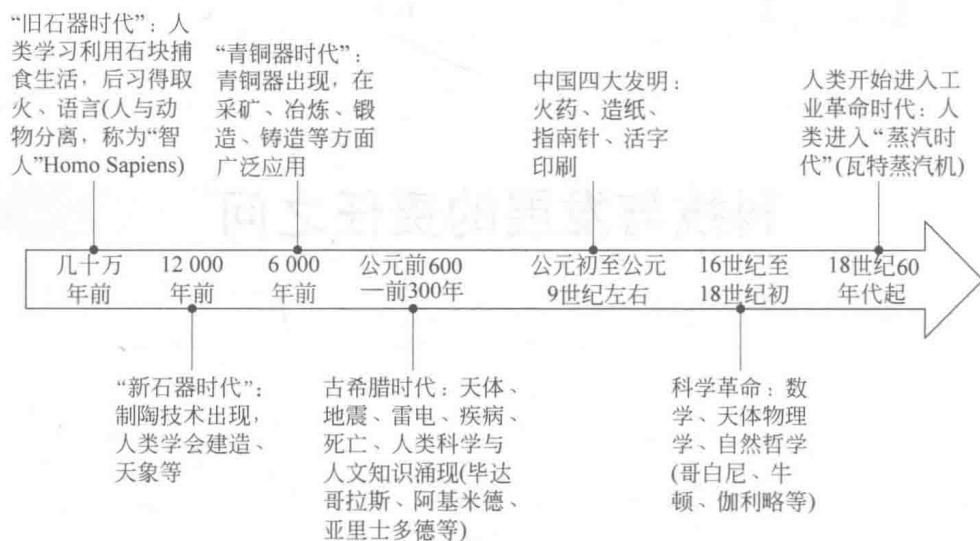 “旧石器时代”：人
类学习利用石块捕
食生活，后习得取
火、语言(人与动
物分离，称为“智
人”Homo Sapiens)
“青铜器时代”：
青铜器出现，在
采矿、冶炼、锻
造、铸造等方面
广泛应用
中国四大发明：
火药、造纸、
指南针、活字
印刷
人类开始进入工
业革命时代：人
类进入“蒸汽时
代”(瓦特蒸汽机)
几十万
年前
12 000
年前
6 000
年前
公元前600
—前300年
公元初至公元
9世纪左右
16世纪至
18世纪初
18世纪60
年代起
“新石器时代”：
制陶技术出现，
人类学会建造、
天象等
古希腊时代：天体、
地震、雷电、疾病、
死亡、人类科学与
人文知识涌现(毕达
哥拉斯、阿基米德、
亚里士多德等)
科学革命：数
学、天体物理
学、自然哲学
(哥白尼、牛
顿、伽利略等)